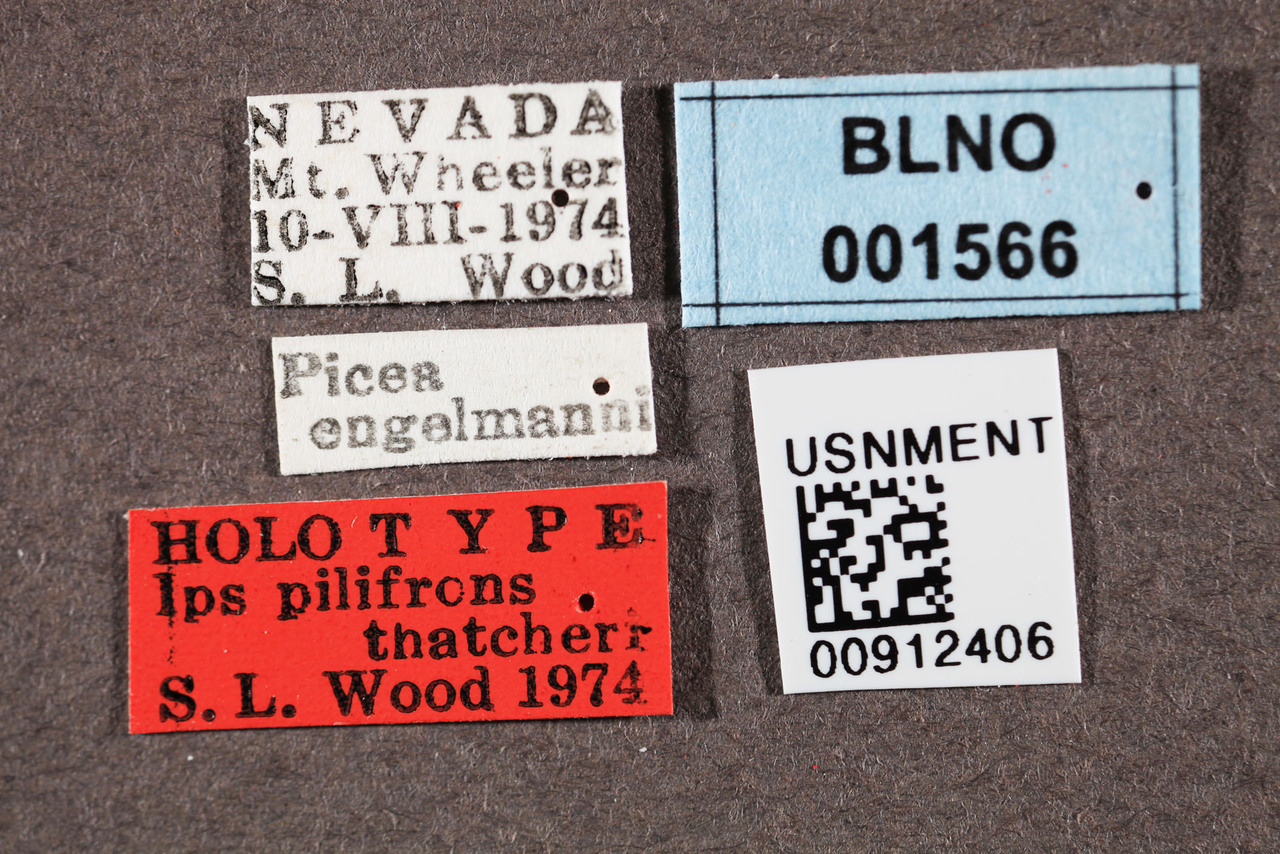 NEVADA
Mt. Wheeler
10-VIII-1974
S. L. Wood
BLNO
001566
Picea
engelmanni
USNMENT
00912406
HOLOTYPE
Ips pilifrons
thatcheri
S. L. Wood 1974